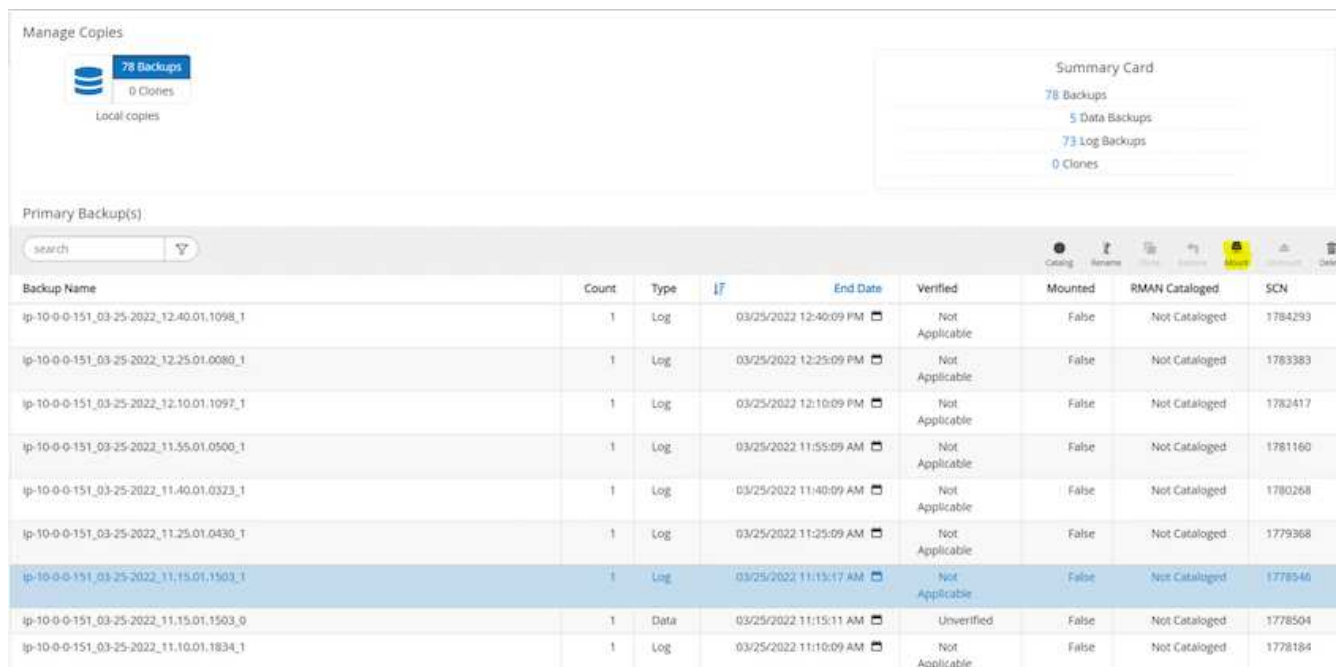 Manage Copies
78 Backups
0 Clones
Local copies
Summary Card
78 Backups
5 Data Backups
73 Log Backups
0 Clones
Primary Backup(s)
search
Catalog Rename Clone Restore Mount Unmount
Backup Name Count Type End Date Verified Mounted RMAN Cataloged SCN
ip-10-0-0-151_03-25-2022_12.40.01.1098_1 1 Log 03/25/2022 12:40:09 PM Not Applicable False Not Cataloged 1784293
ip-10-0-0-151_03-25-2022_12.25.01.0080_1 1 Log 03/25/2022 12:25:09 PM Not Applicable False Not Cataloged 1783383
ip-10-0-0-151_03-25-2022_12.10.01.1097_1 1 Log 03/25/2022 12:10:09 PM Not Applicable False Not Cataloged 1782417
ip-10-0-0-151_03-25-2022_11.55.01.0500_1 1 Log 03/25/2022 11:55:09 AM Not Applicable False Not Cataloged 1781160
ip-10-0-0-151_03-25-2022_11.40.01.0323_1 1 Log 03/25/2022 11:40:09 AM Not Applicable False Not Cataloged 1780268
ip-10-0-0-151_03-25-2022_11.25.01.0430_1 1 Log 03/25/2022 11:25:09 AM Not Applicable False Not Cataloged 1779368
ip-10-0-0-151_03-25-2022_11.15.01.1503_1 1 Log 03/25/2022 11:15:17 AM Not Applicable False Not Cataloged 1778546
ip-10-0-0-151_03-25-2022_11.15.01.1503_0 1 Data 03/25/2022 11:15:11 AM Unverified False Not Cataloged 1778504
ip-10-0-0-151_03-25-2022_11.10.01.1834_1 1 Log 03/25/2022 11:10:09 AM Not Applicable False Not Cataloged 1778184